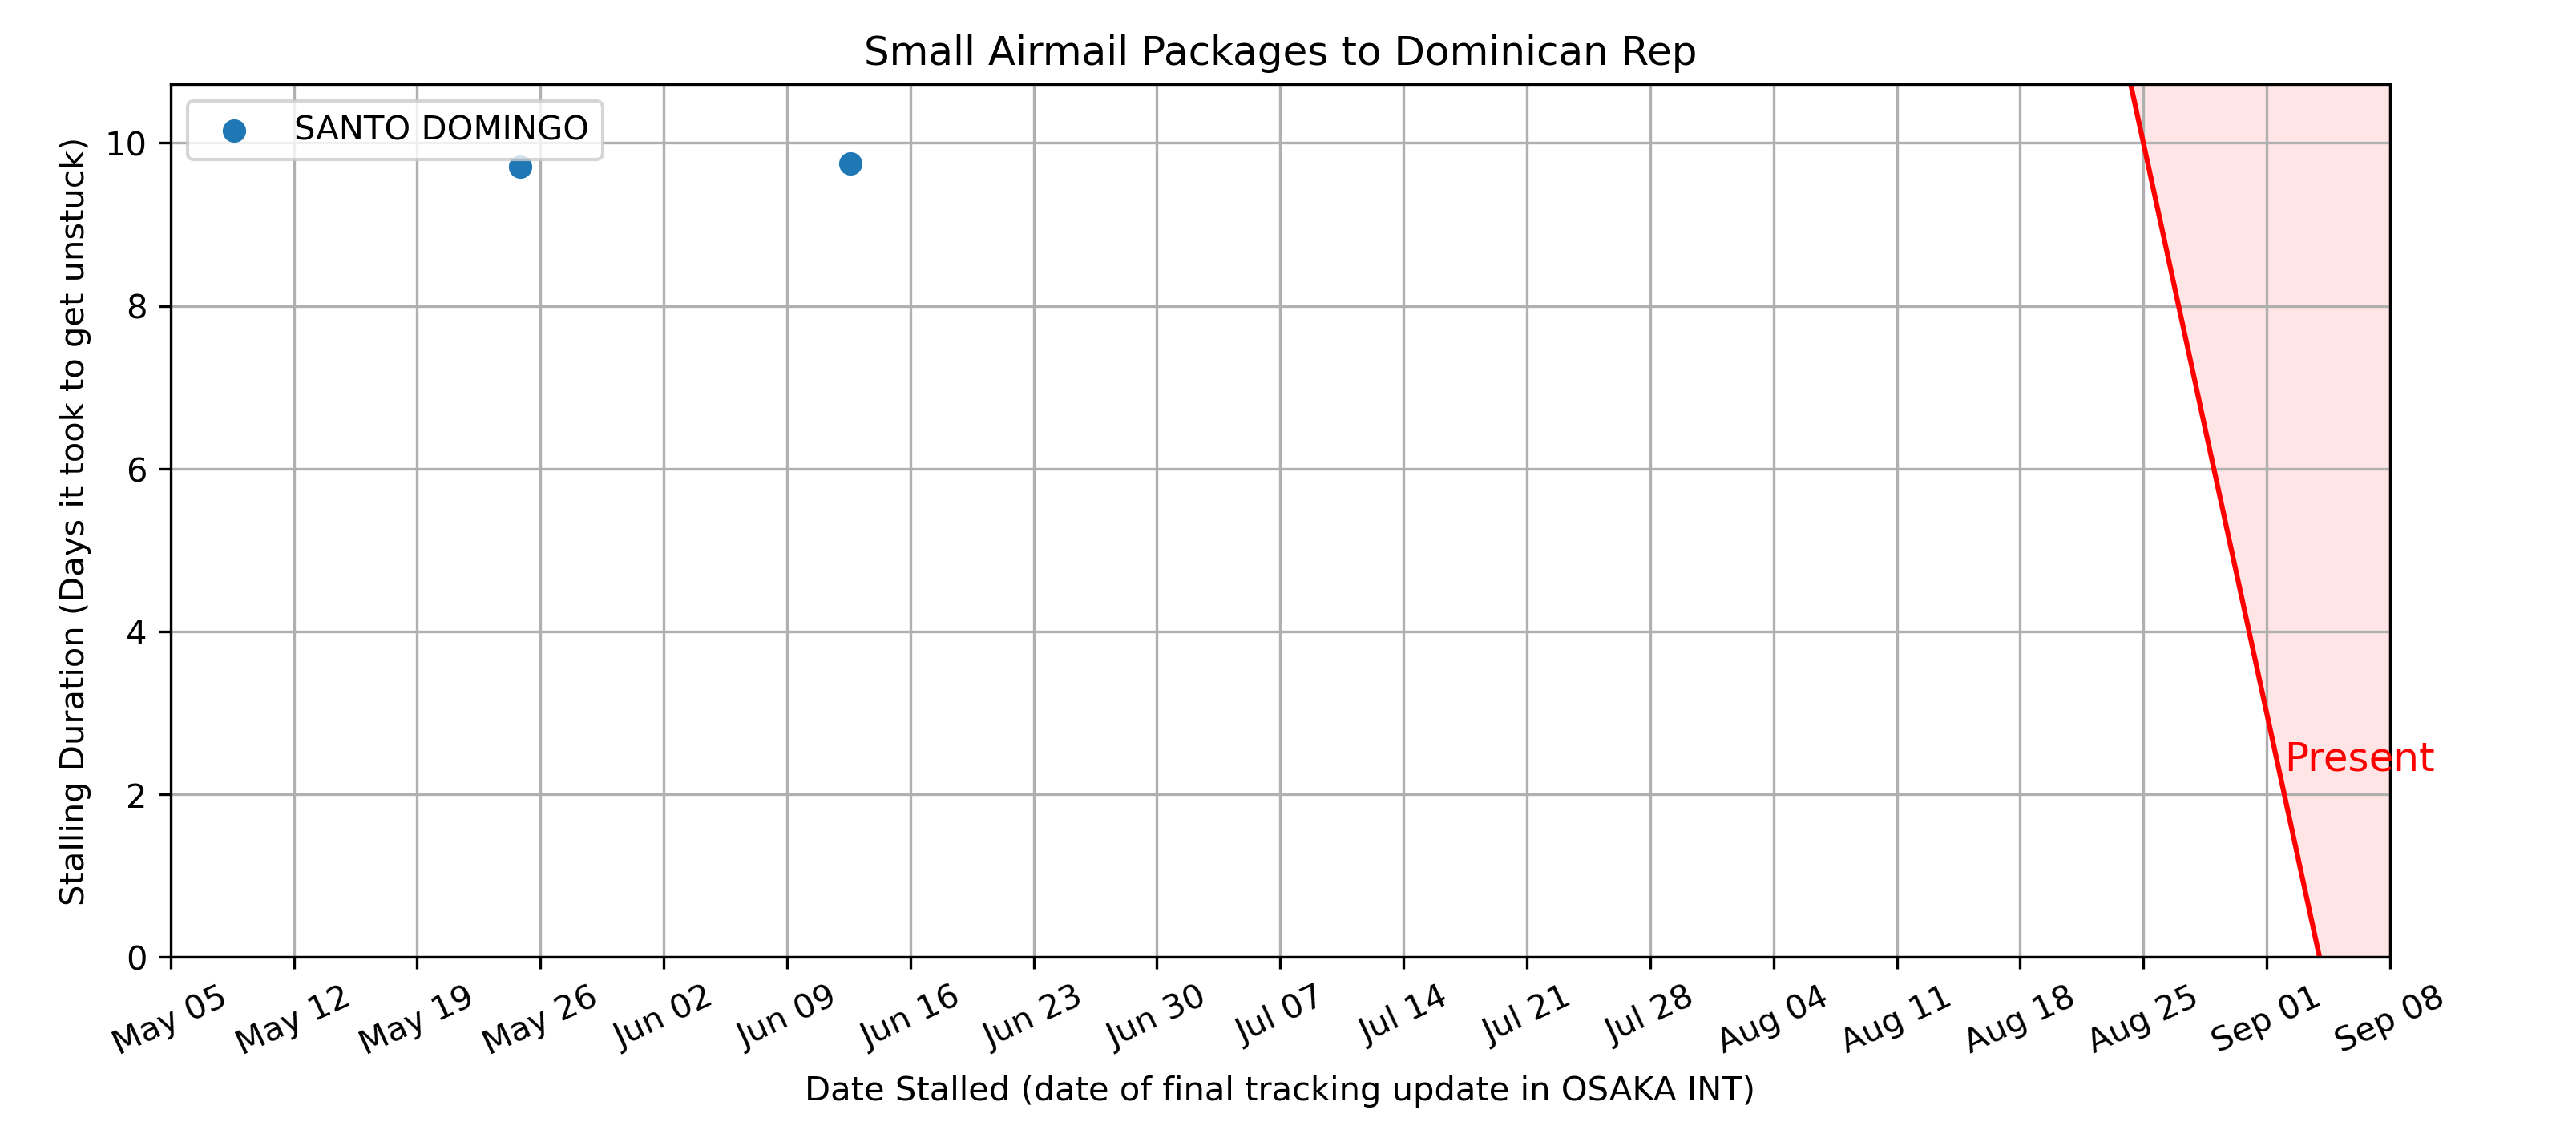 Small Airmail Packages to Dominican Rep
SANTO DOMINGO
Stalling Duration (Days it took to get unstuck)
10
8
6
4
2
0
Present
May 05
May 12
May 19
May 26
Jun 02
Jun 09
Jun 16
Jun 23
Jun 30
Jul 07
Jul 14
Jul 21
Jul 28
Aug 04
Aug 11
Aug 18
Aug 25
Sep 01
Sep 08
Date Stalled (date of final tracking update in OSAKA INT)